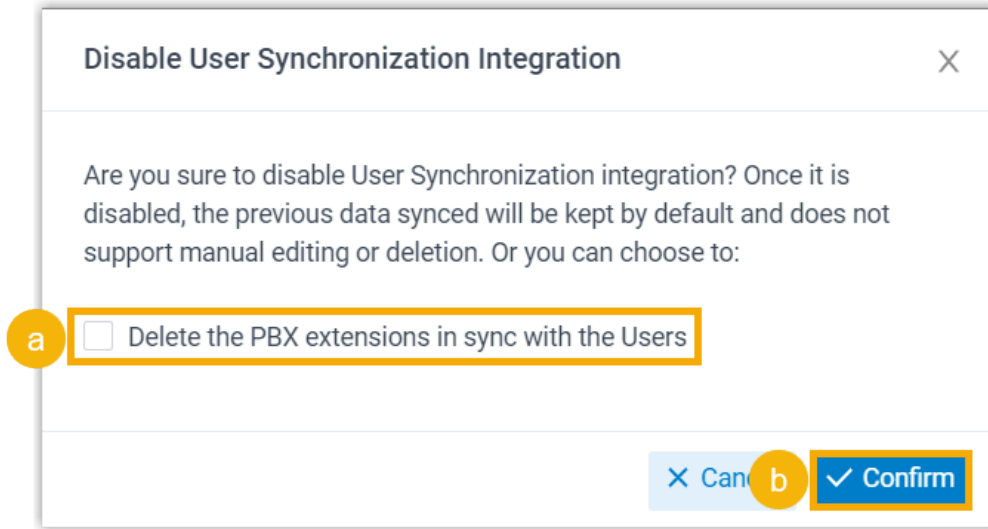 Disable User Synchronization Integration
Are you sure to disable User Synchronization integration? Once it is
disabled, the previous data synced will be kept by default and does not
support manual editing or deletion. Or you can choose to:
a
Delete the PBX extensions in sync with the Users
b
Confirm